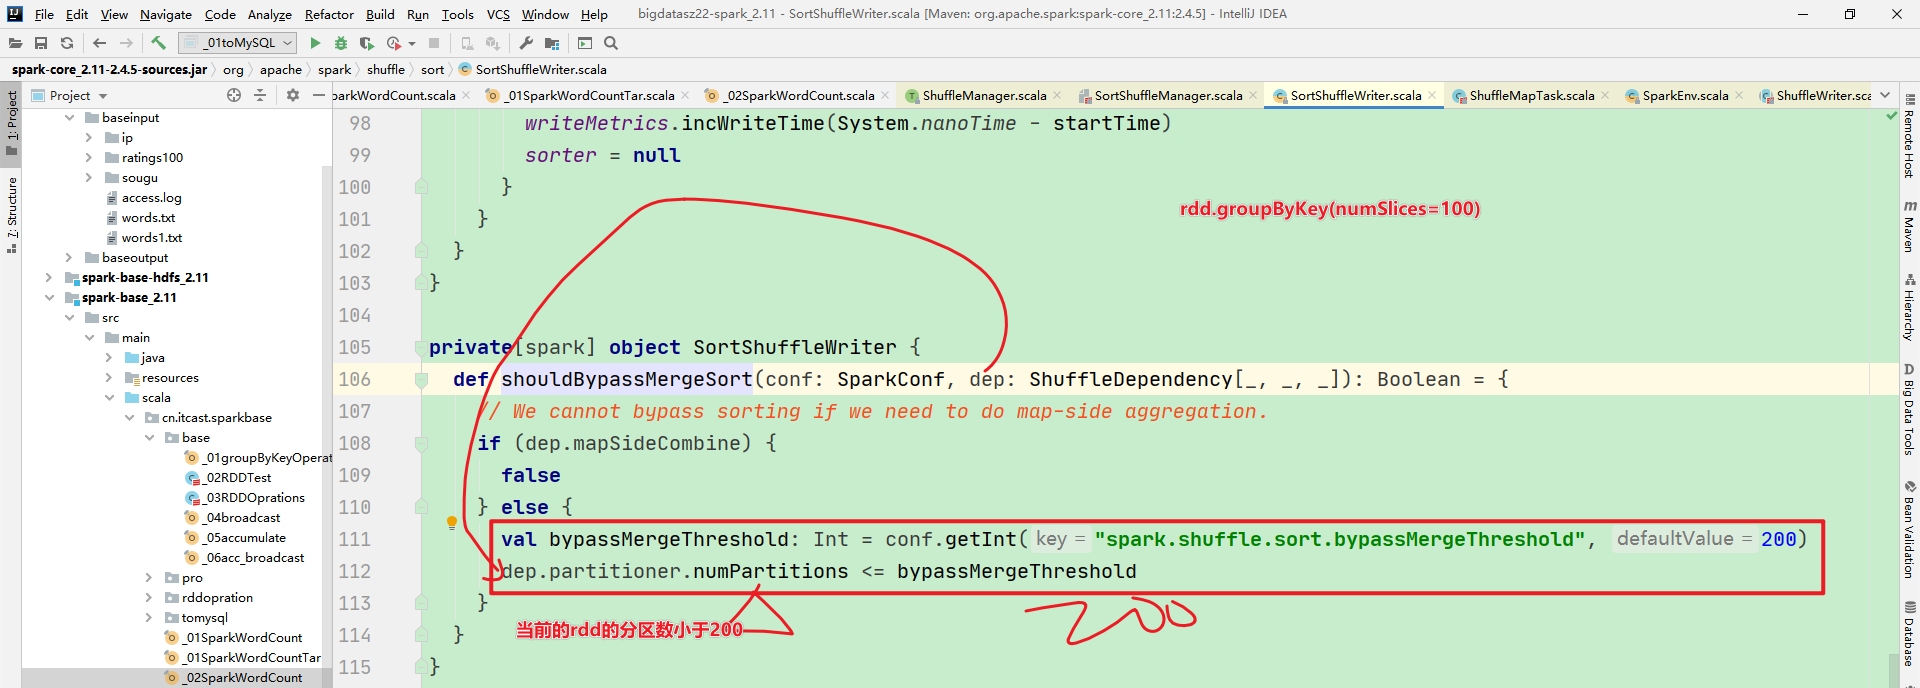 File Edit View Navigate Code Analyze Refactor Build Run Tools VCS Window Help bigdatasz22-spark_2.11 - SortShuffleWriter.scala [Maven: org.apache.spark:spark-core_2.11:2.4.5] - IntelliJ IDEA
_01toMySQL
spark-core_2.11-2.4.5-sources.jar org apache spark shuffle sort SortShuffleWriter.scala
Project
arkWordCount.scala _01SparkWordCountTar.scala _02SparkWordCount.scala ShuffleManager.scala SortShuffleManager.scala SortShuffleWriter.scala ShuffleMapTask.scala SparkEnv.scala ShuffleWriter.sca
1: Project
7: Structure
baseinput
ip
ratings100
sougu
access.log
words.txt
words1.txt
baseoutput
spark-base-hdfs_2.11
spark-base_2.11
src
main
java
resources
scala
cn.itcast.sparkbase
base
_01groupByKeyOperat
_02RDDTest
_03RDDOprations
_04broadcast
_05accumulate
_06acc_broadcast
pro
rddopration
tomysql
_01SparkWordCount
_01SparkWordCountTar
_02SparkWordCount
98 writeMetrics.incWriteTime(System.nanoTime - startTime)
99 sorter = null
100 }
101 }
rdd.groupByKey(numSlices=100)
102 }
103 }
104
105 private[spark] object SortShuffleWriter {
106 def shouldBypassMergeSort(conf: SparkConf, dep: ShuffleDependency[_, _, _]): Boolean = {
107 // We cannot bypass sorting if we need to do map-side aggregation.
108 if (dep.mapSideCombine) {
109 false
110 } else {
111 val bypassMergeThreshold: Int = conf.getInt( key = "spark.shuffle.sort.bypassMergeThreshold", defaultValue = 200)
112 dep.partitioner.numPartitions <= bypassMergeThreshold
113 }
200
当前的rdd的分区数小于200
114 }
115 }
Remote Host
m Maven
Hierarchy
D Big Data Tools
Bean Validation
Database